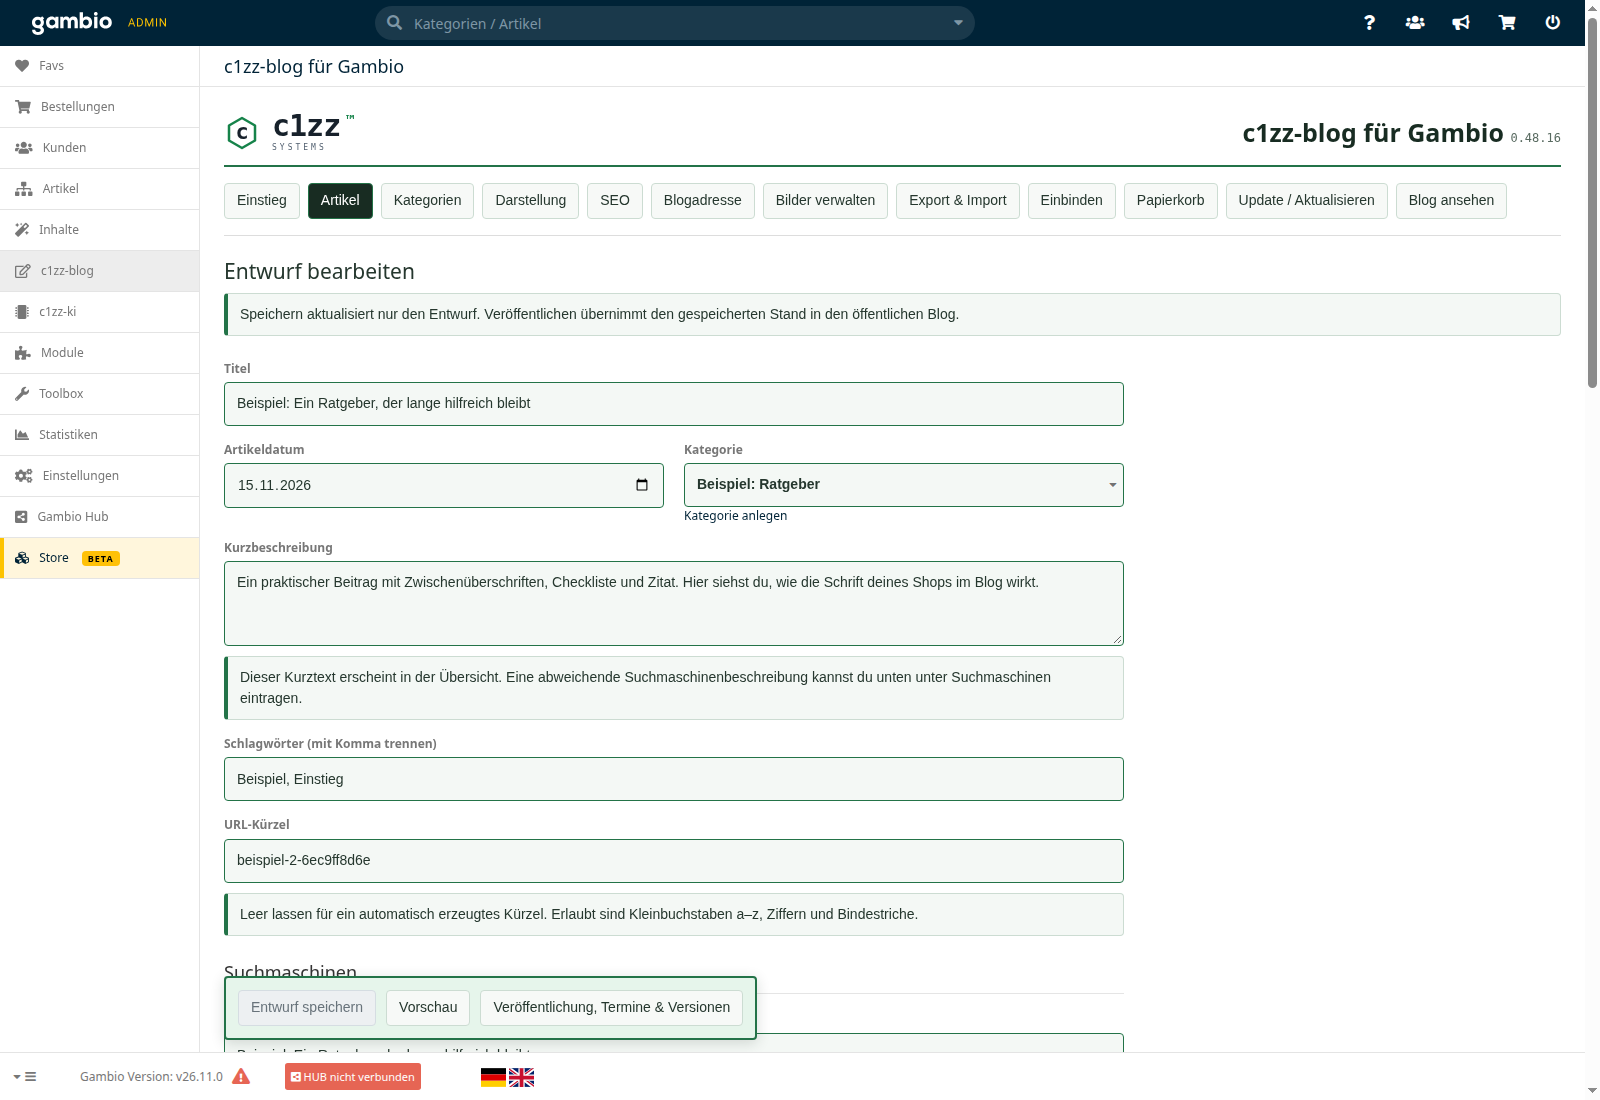 gambio ADMIN
Kategorien / Artikel
?
Favs
Bestellungen
Kunden
Artikel
Inhalte
c1zz-blog
c1zz-ki
Module
Toolbox
Statistiken
Einstellungen
Gambio Hub
Store BETA
c1zz-blog für Gambio
c
c1zz ™
SYSTEMS
c1zz-blog für Gambio 0.48.16
Einstieg Artikel Kategorien Darstellung SEO Blogadresse Bilder verwalten Export & Import Einbinden Papierkorb Update / Aktualisieren Blog ansehen
Entwurf bearbeiten
Speichern aktualisiert nur den Entwurf. Veröffentlichen übernimmt den gespeicherten Stand in den öffentlichen Blog.
Titel
Beispiel: Ein Ratgeber, der lange hilfreich bleibt
Artikeldatum Kategorie
15.11.2026 Beispiel: Ratgeber
Kategorie anlegen
Kurzbeschreibung
Ein praktischer Beitrag mit Zwischenüberschriften, Checkliste und Zitat. Hier siehst du, wie die Schrift deines Shops im Blog wirkt.
Dieser Kurztext erscheint in der Übersicht. Eine abweichende Suchmaschinenbeschreibung kannst du unten unter Suchmaschinen
eintragen.
Schlagwörter (mit Komma trennen)
Beispiel, Einstieg
URL-Kürzel
beispiel-2-6ec9ff8d6e
Leer lassen für ein automatisch erzeugtes Kürzel. Erlaubt sind Kleinbuchstaben a–z, Ziffern und Bindestriche.
Suchmaschinen
Entwurf speichern Vorschau Veröffentlichung, Termine & Versionen
Gambio Version: v26.11.0 HUB nicht verbunden